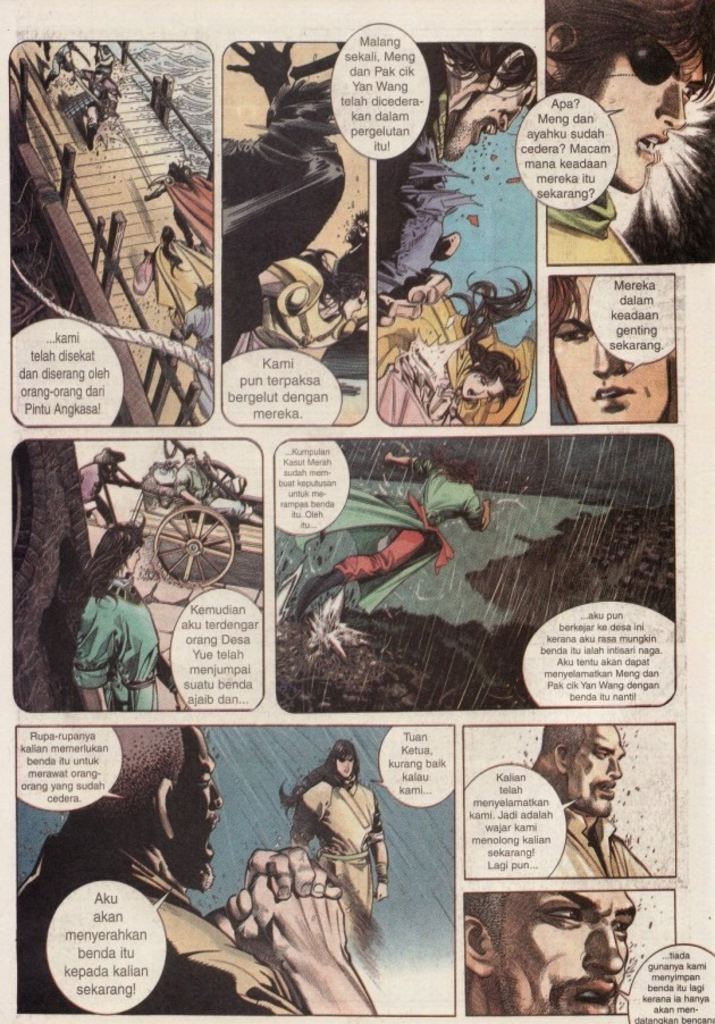 ...kami
telah disekat
dan diserang oleh
orang-orang dari
Pintu Angkasa!
Kami
pun terpaksa
bergelut dengan
mereka.
Malang
sekali, Meng
dan Pak cik
Yan Wang
telah dicedera-
kan dalam
pergelutan
itu!
Apa?
Meng dan
ayahku sudah
cedera? Macam
mana keadaan
mereka itu
sekarang?
Mereka
dalam
keadaan
genting
sekarang.
Kemudian
aku terdengar
orang Desa
Yue telah
menjumpai
suatu benda
ajaib dan...
...Kumpulan
Kasut Merah
sudah mem-
buat keputusan
untuk me-
rampas benda
itu. Oleh
itu...
...aku pun
berkejar ke desa ini
kerana aku rasa mungkin
benda itu ialah intisari naga.
Aku tentu akan dapat
menyelamatkan Meng dan
Pak cik Yan Wang dengan
benda itu nanti!
Rupa-rupanya
kalian memerlukan
benda itu untuk
merawat orang-
orang yang sudah
cedera.
Tuan
Ketua,
kurang baik
kalau
kami...
Aku
akan
menyerahkan
benda itu
kepada kalian
sekarang!
Kalian
telah
menyelamatkan
kami. Jadi adalah
wajar kami
menolong kalian
sekarang!
Lagi pun...
...tiada
gunanya kami
menyimpan
benda itu lagi
kerana ia hanya
akan men-
datangkan bencana